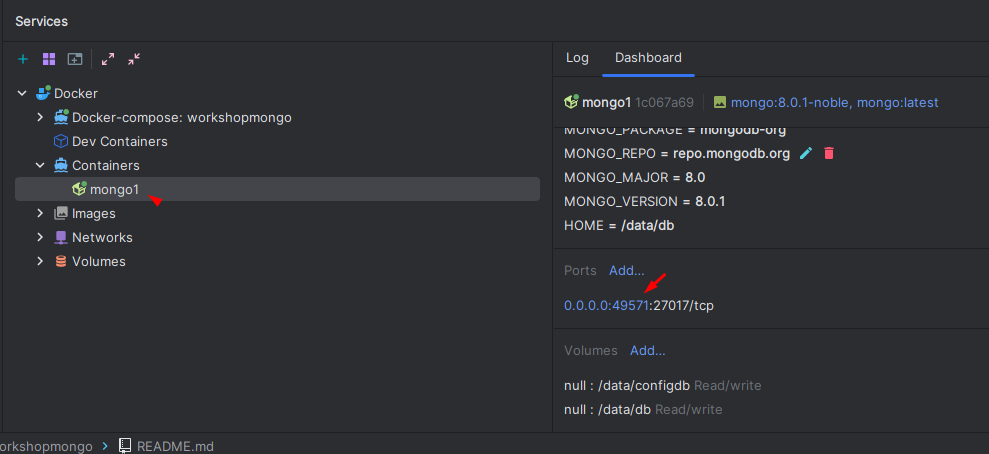 Services
Docker
Docker-compose: workshopmongo
Dev Containers
Containers
mongo1
Images
Networks
Volumes
Log Dashboard
mongo1 1c067a69 mongo:8.0.1-noble, mongo:latest
MONGO_PACKAGE = mongodb-org
MONGO_REPO = repo.mongodb.org
MONGO_MAJOR = 8.0
MONGO_VERSION = 8.0.1
HOME = /data/db
Ports Add...
0.0.0.0:49571:27017/tcp
Volumes Add...
null : /data/configdb Read/write
null : /data/db Read/write
orkshopmongo > README.md